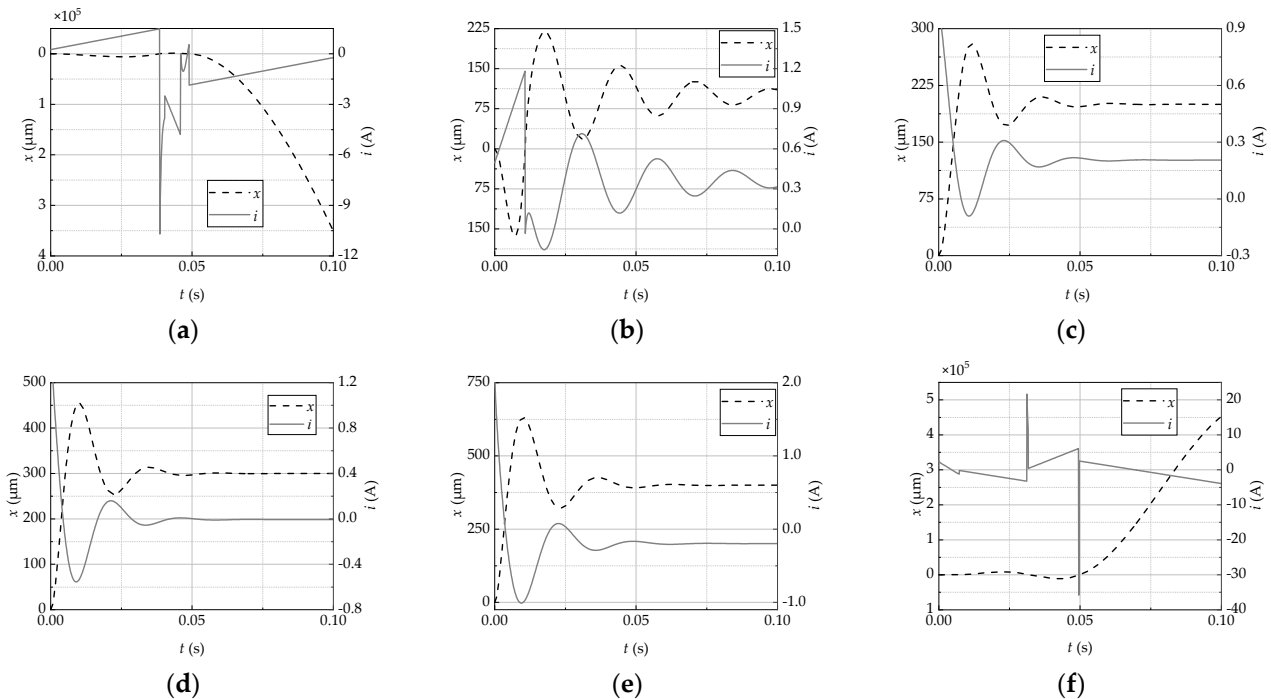 ×10⁵
0
1
2
3
4
x (μm)
0
-3
-6
-9
-12
i (A)
x
i
0.00
0.05
0.10
t (s)
(a)
225
150
75
0
75
150
x (μm)
1.5
1.2
0.9
0.6
0.3
0.0
i (A)
x
i
0.00
0.05
0.10
t (s)
(b)
300
225
150
75
0
x (μm)
0.9
0.6
0.3
0.0
-0.3
i (A)
x
i
0.00
0.05
0.10
t (s)
(c)
500
400
300
200
100
0
x (μm)
1.2
0.8
0.4
0.0
-0.4
-0.8
i (A)
x
i
0.00
0.05
0.10
t (s)
(d)
750
500
250
0
x (μm)
2.0
1.0
0.0
-1.0
i (A)
x
i
0.00
0.05
0.10
t (s)
(e)
×10⁵
5
4
3
2
1
0
1
x (μm)
20
10
0
-10
-20
-30
-40
i (A)
x
i
0.00
0.05
0.10
t (s)
(f)